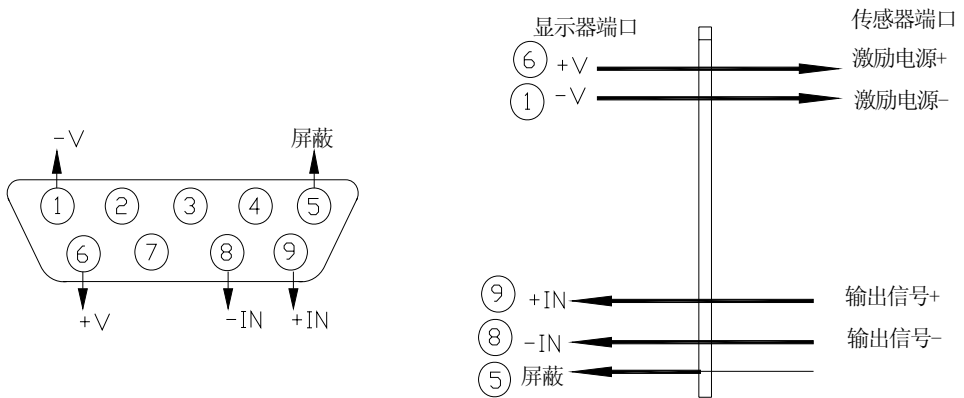 -V
屏蔽
1 2 3 4 5
6 7 8 9
+V
-IN
+IN
显示器端口
传感器端口
6 +V 激励电源+
1 -V 激励电源-
9 +IN 输出信号+
8 -IN 输出信号-
5 屏蔽